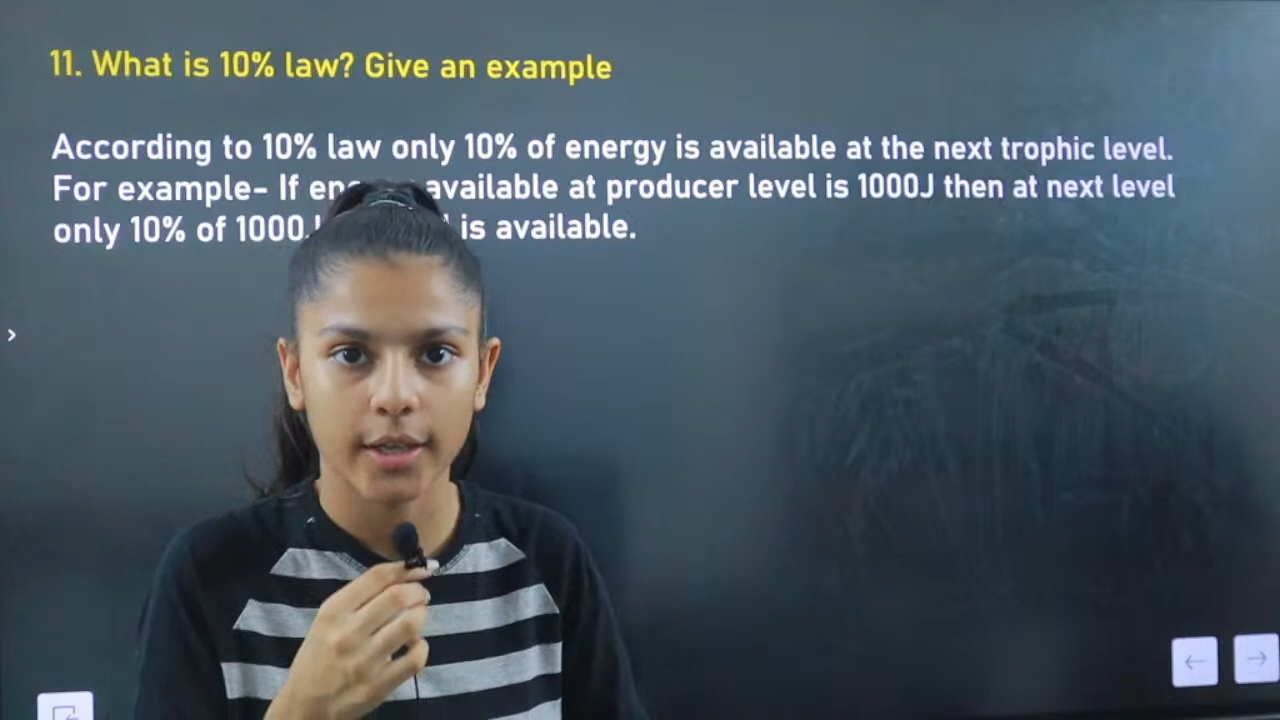 11. What is 10% law? Give an example
According to 10% law only 10% of energy is available at the next trophic level.
For example- If available at producer level is 1000J then at next level
only 10% of 1000J is available.